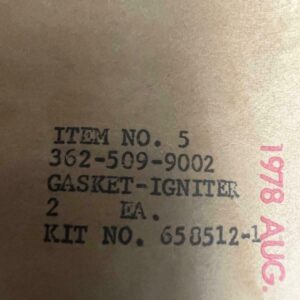 ITEM NO. 5
362-509-9002
GASKET-IGNITER
2 EA.
KIT NO. 658512-1
1978 AUG.